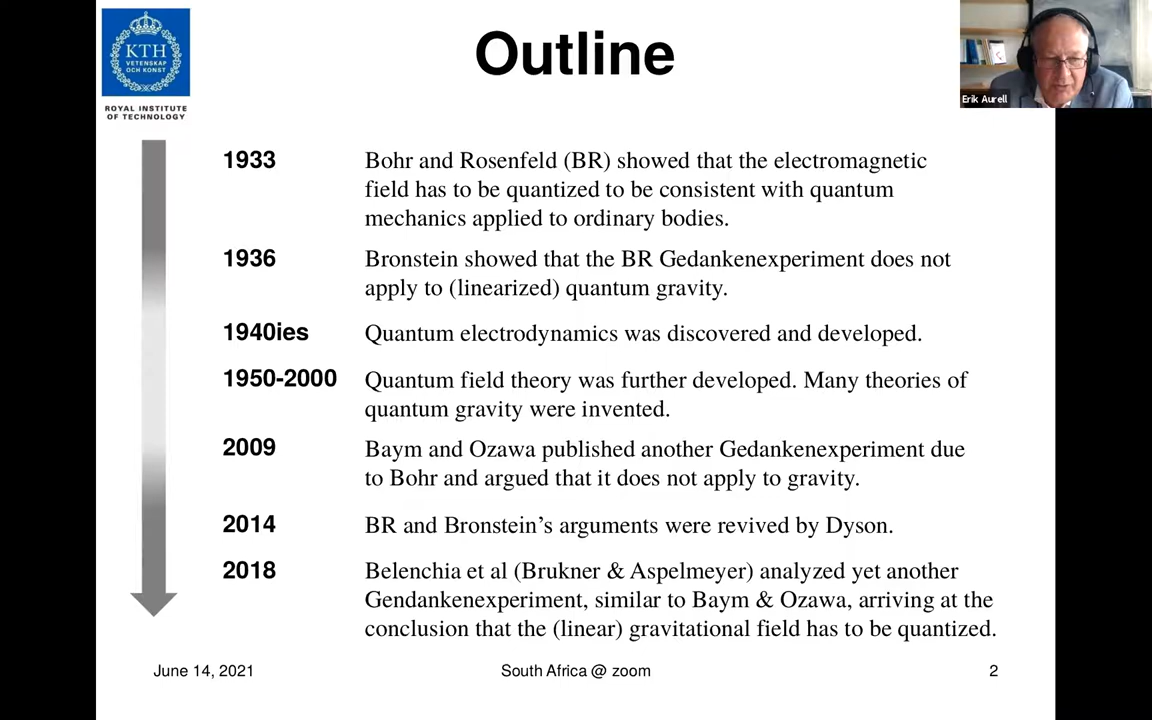 Outline
KTH
VETENSKAP
OCH KONST
ROYAL INSTITUTE
OF TECHNOLOGY
Erik Aurell
1933 Bohr and Rosenfeld (BR) showed that the electromagnetic
field has to be quantized to be consistent with quantum
mechanics applied to ordinary bodies.
1936 Bronstein showed that the BR Gedankenexperiment does not
apply to (linearized) quantum gravity.
1940ies Quantum electrodynamics was discovered and developed.
1950-2000 Quantum field theory was further developed. Many theories of
quantum gravity were invented.
2009 Baym and Ozawa published another Gedankenexperiment due
to Bohr and argued that it does not apply to gravity.
2014 BR and Bronstein’s arguments were revived by Dyson.
2018 Belenchia et al (Brukner & Aspelmeyer) analyzed yet another
Gendankenexperiment, similar to Baym & Ozawa, arriving at the
conclusion that the (linear) gravitational field has to be quantized.
June 14, 2021 South Africa @ zoom 2